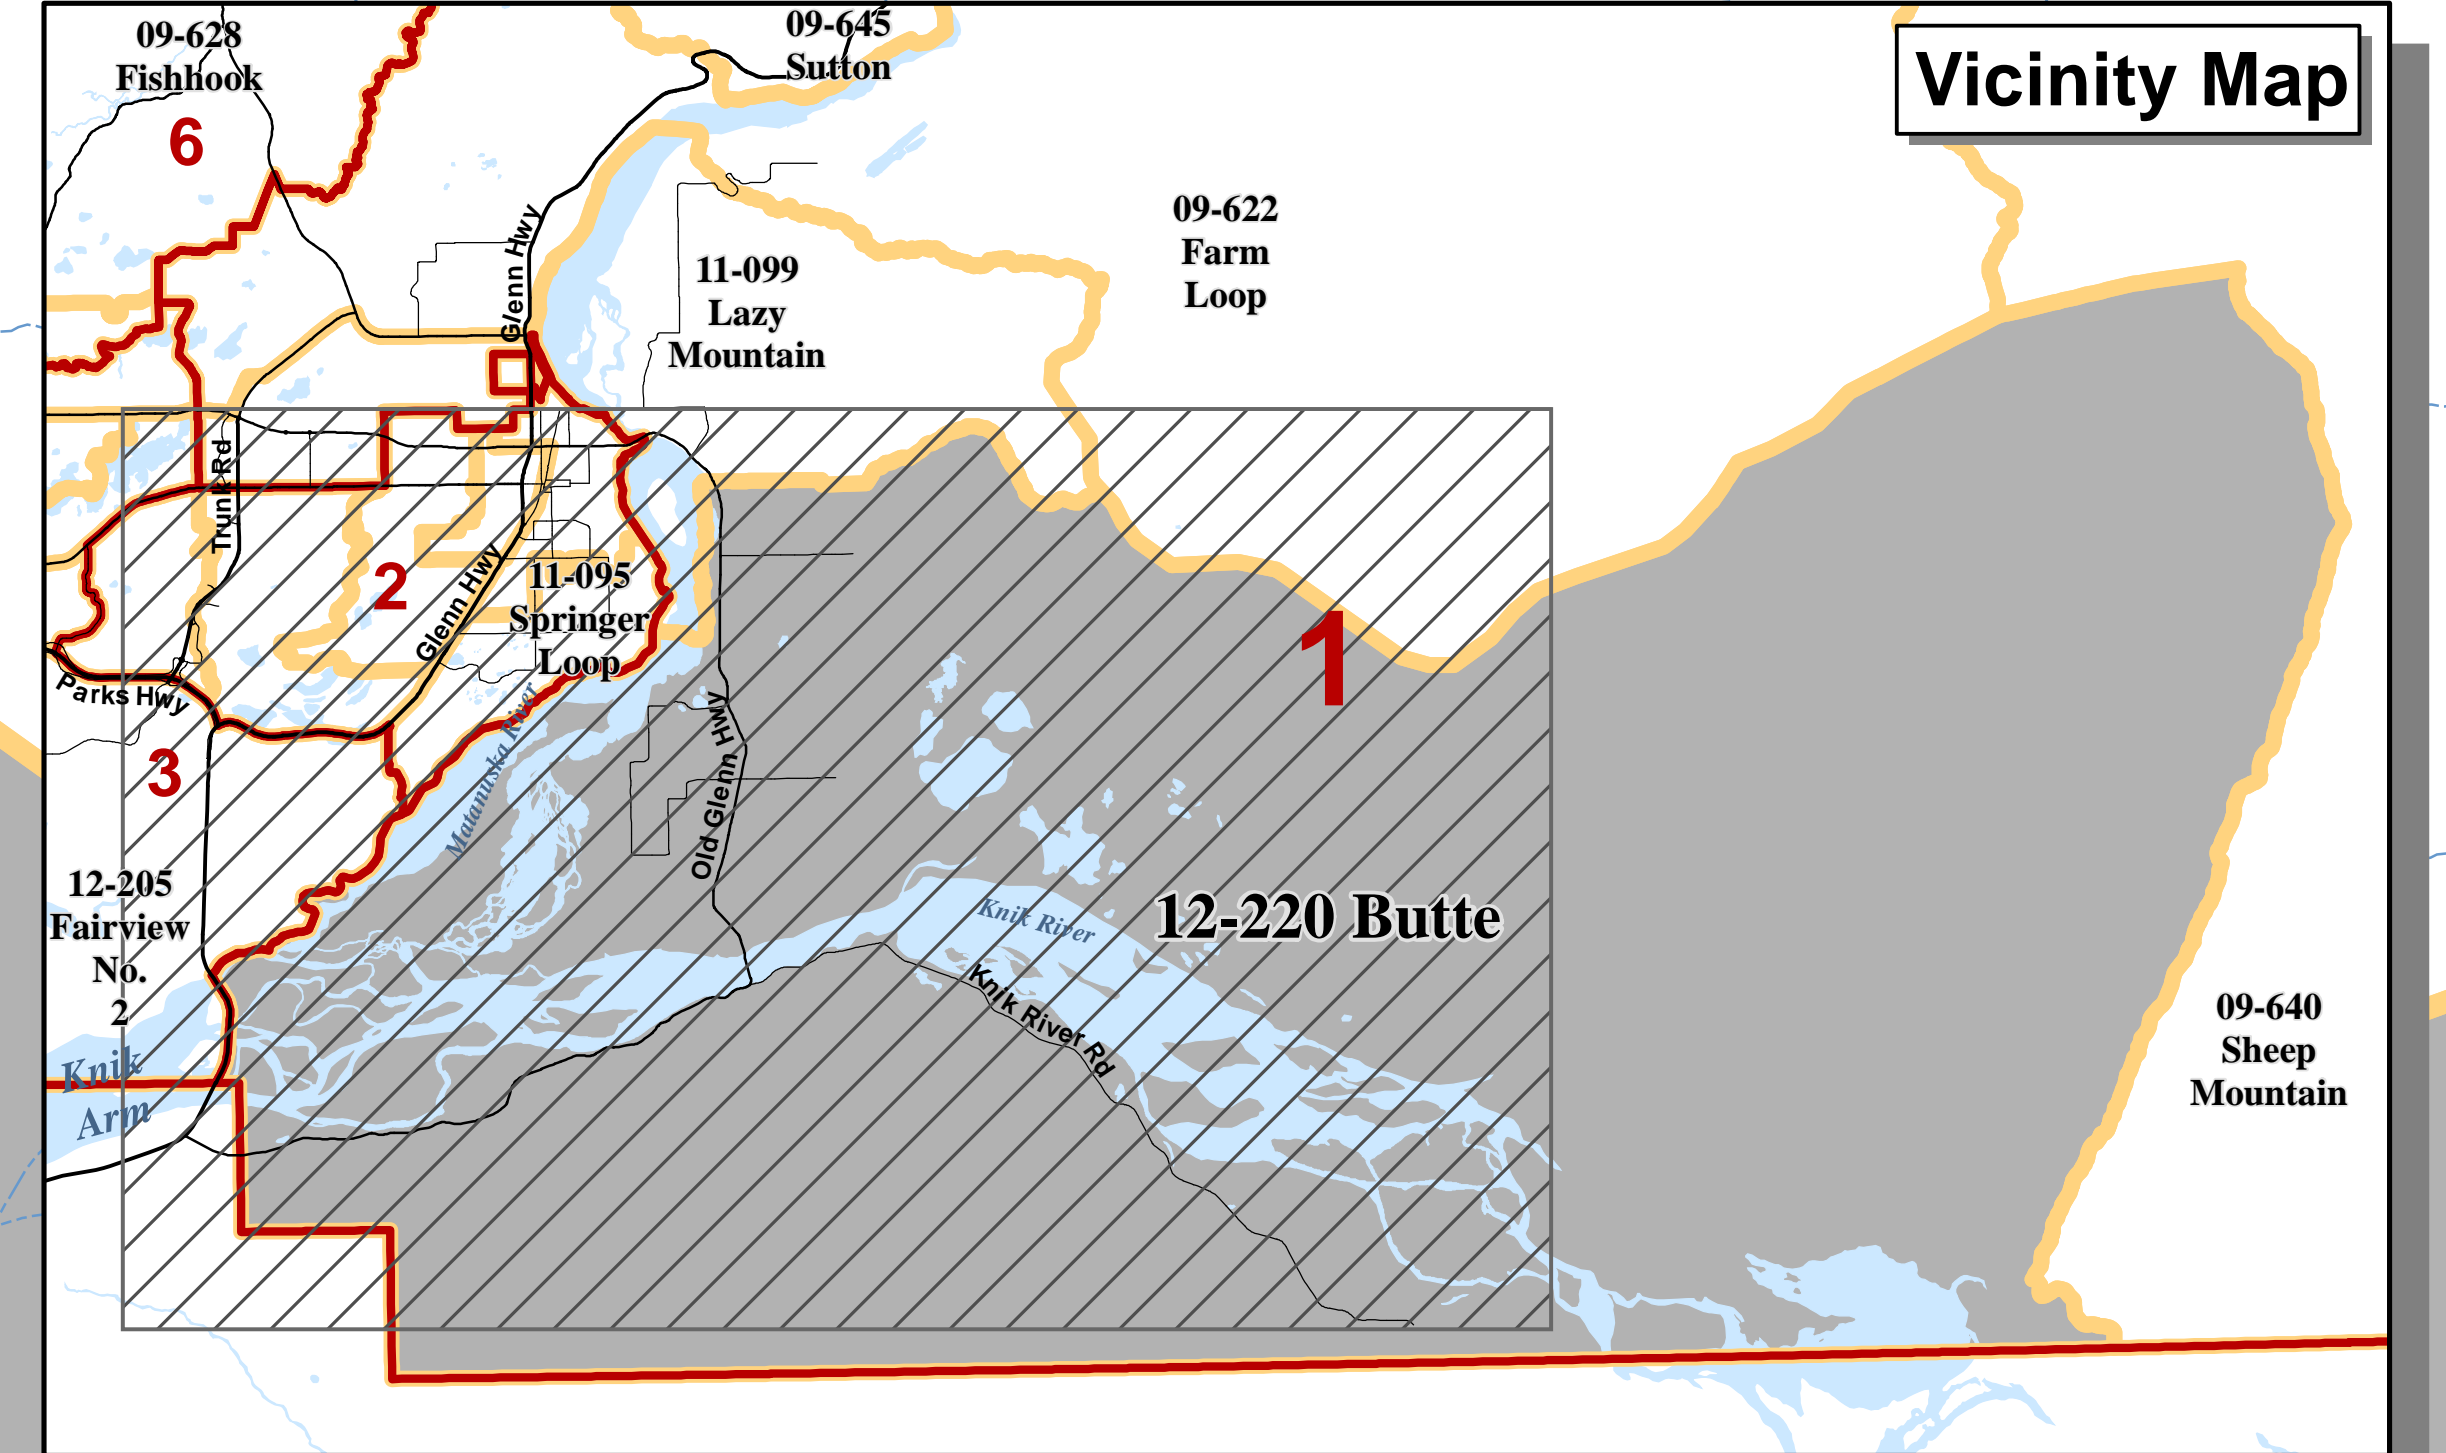 09-628
Fishhook
6
09-645
Sutton
Vicinity Map
09-622
Farm
Loop
Glenn Hwy
11-099
Lazy
Mountain
Trunk Rd
2
Glenn Hwy
11-095
Springer
Loop
1
Parks Hwy
3
Matanuska River
Old Glenn Hwy
12-205
Fairview
No.
2
Knik River
12-220 Butte
Knik River Rd
Knik
Arm
09-640
Sheep
Mountain